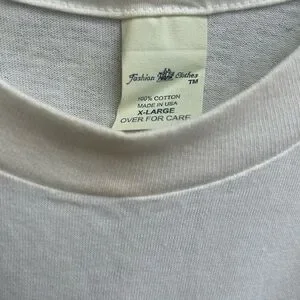 Fashion Clothes
TM
100% COTTON
MADE IN USA
X-LARGE
OVER FOR CARE